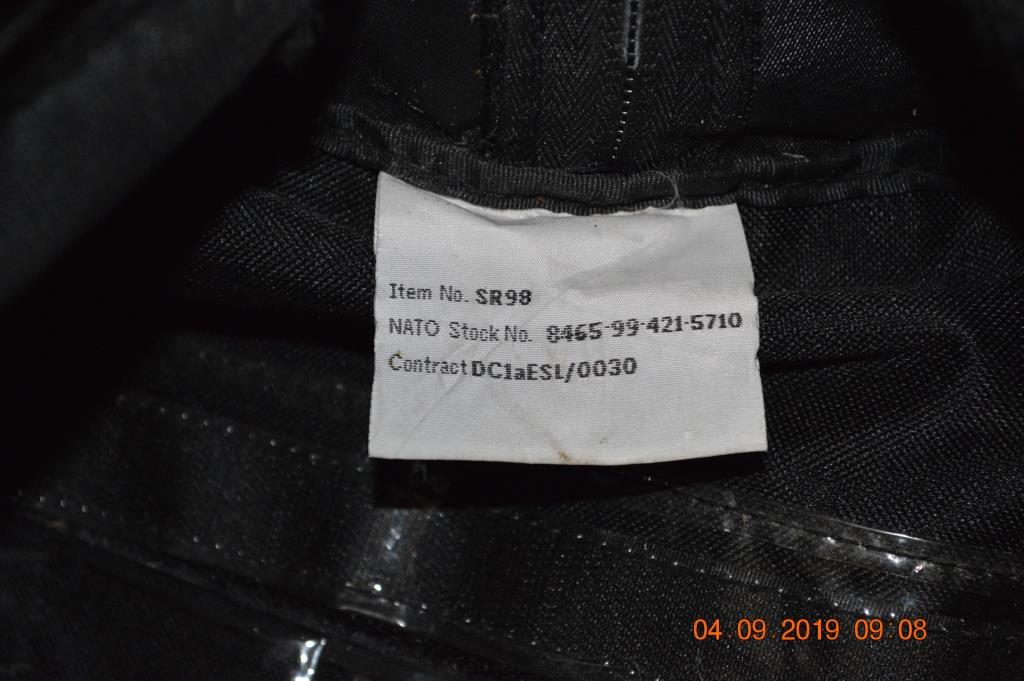 Item No. SR98
NATO Stock No. 8465-99-421-5710
Contract DC1aESL/0030
04 09 2019 09 08